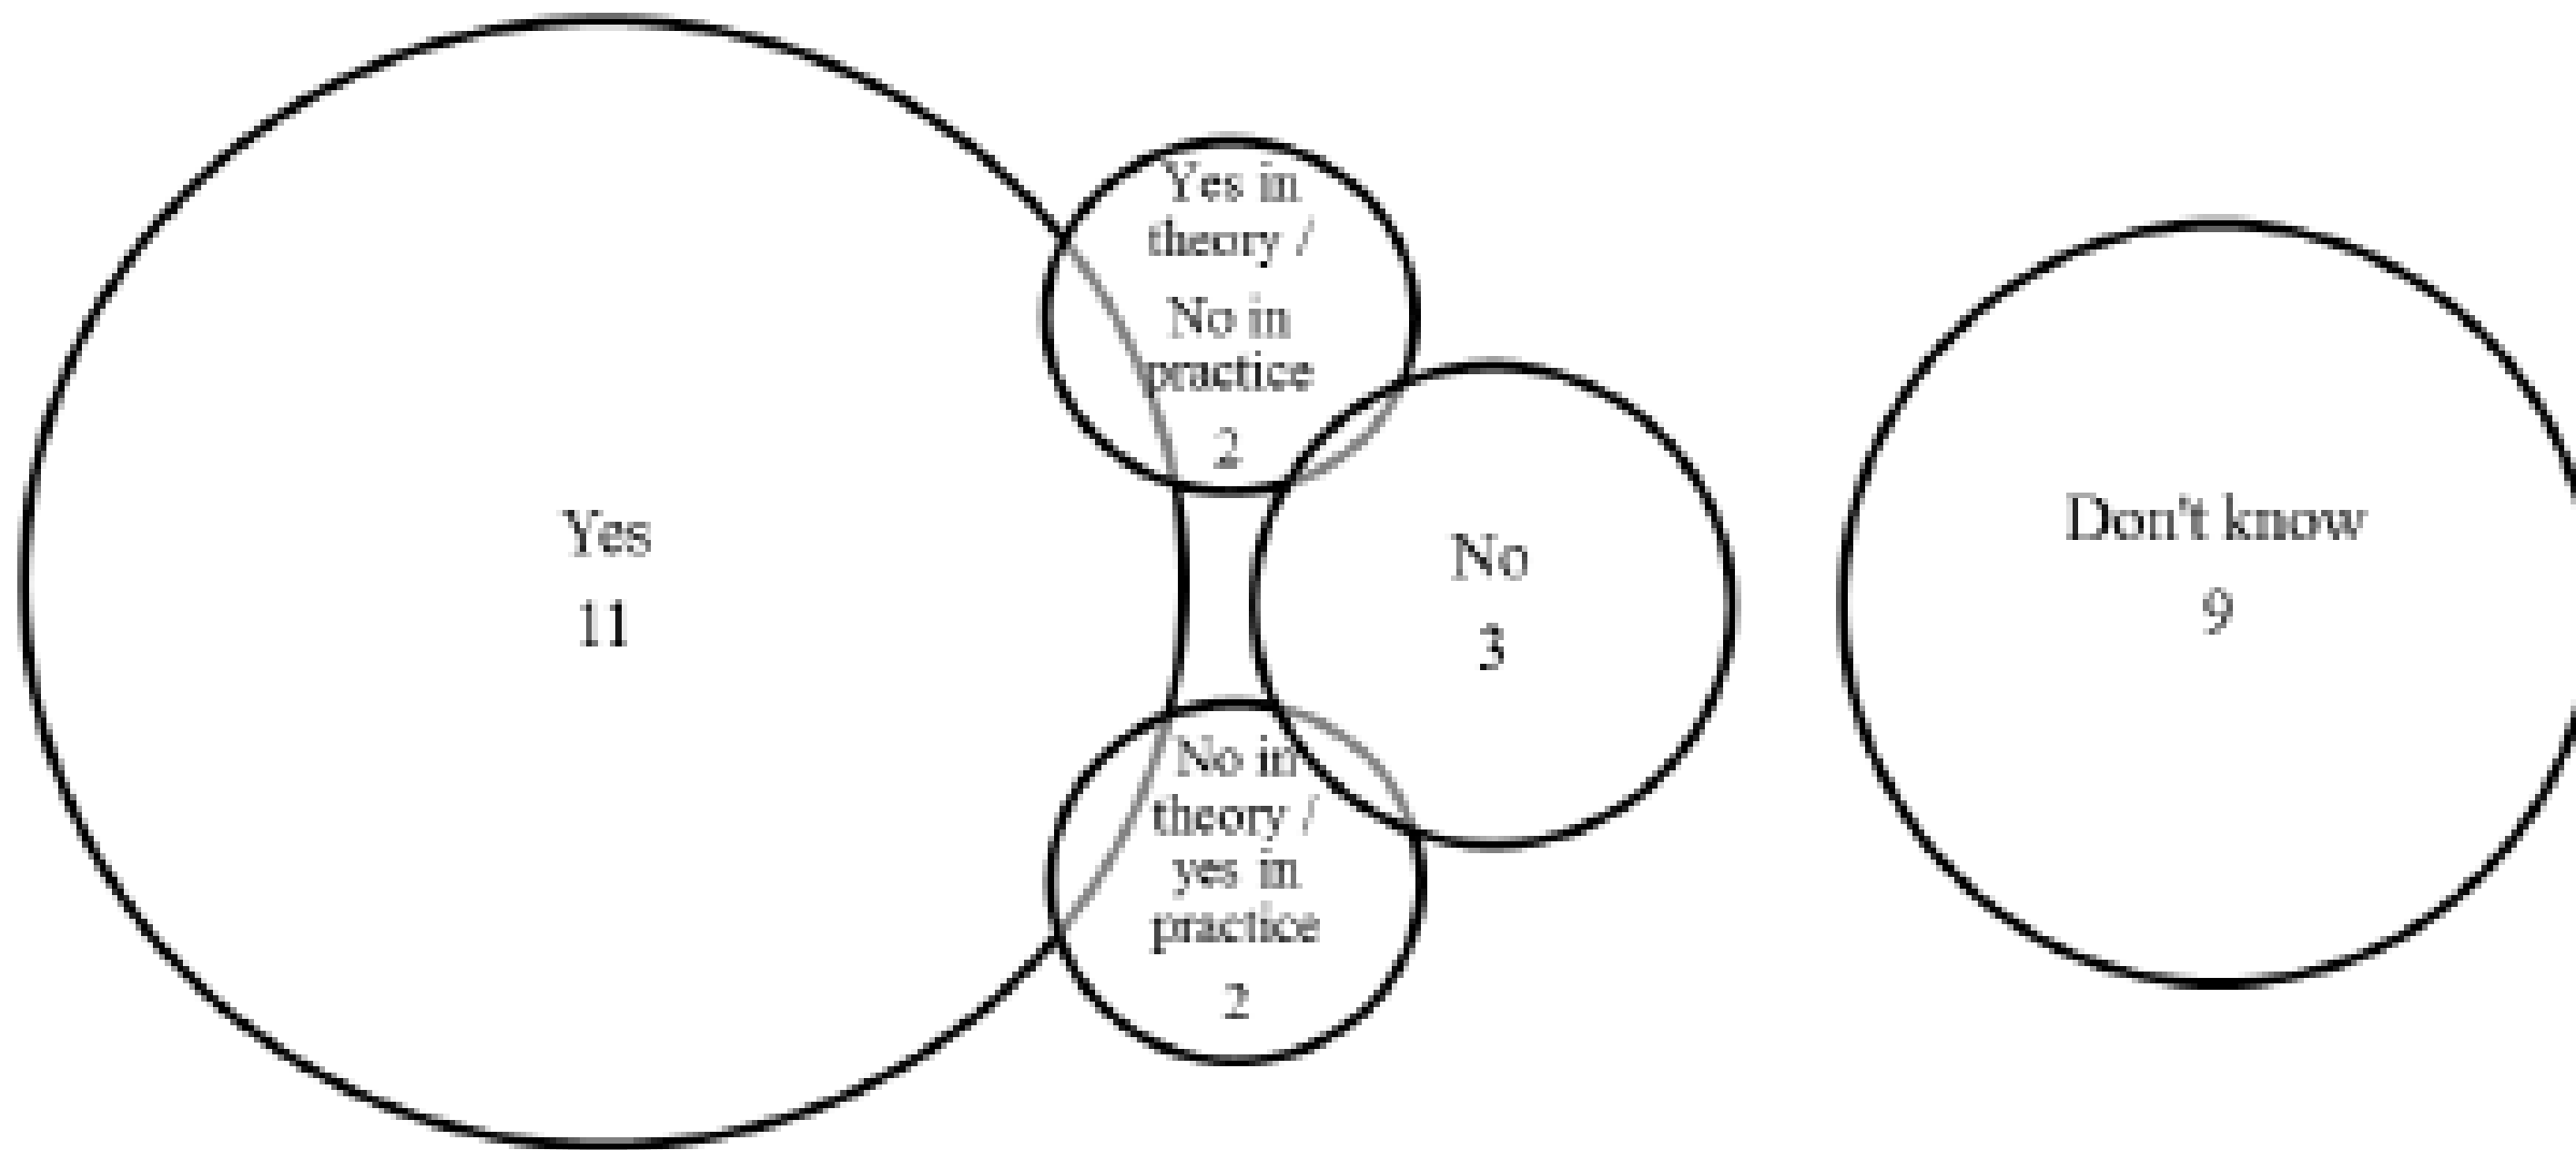 Yes
11
Yes in
theory /
No in
practice
2
No
3
No in
theory /
yes in
practice
2
Don't know
9